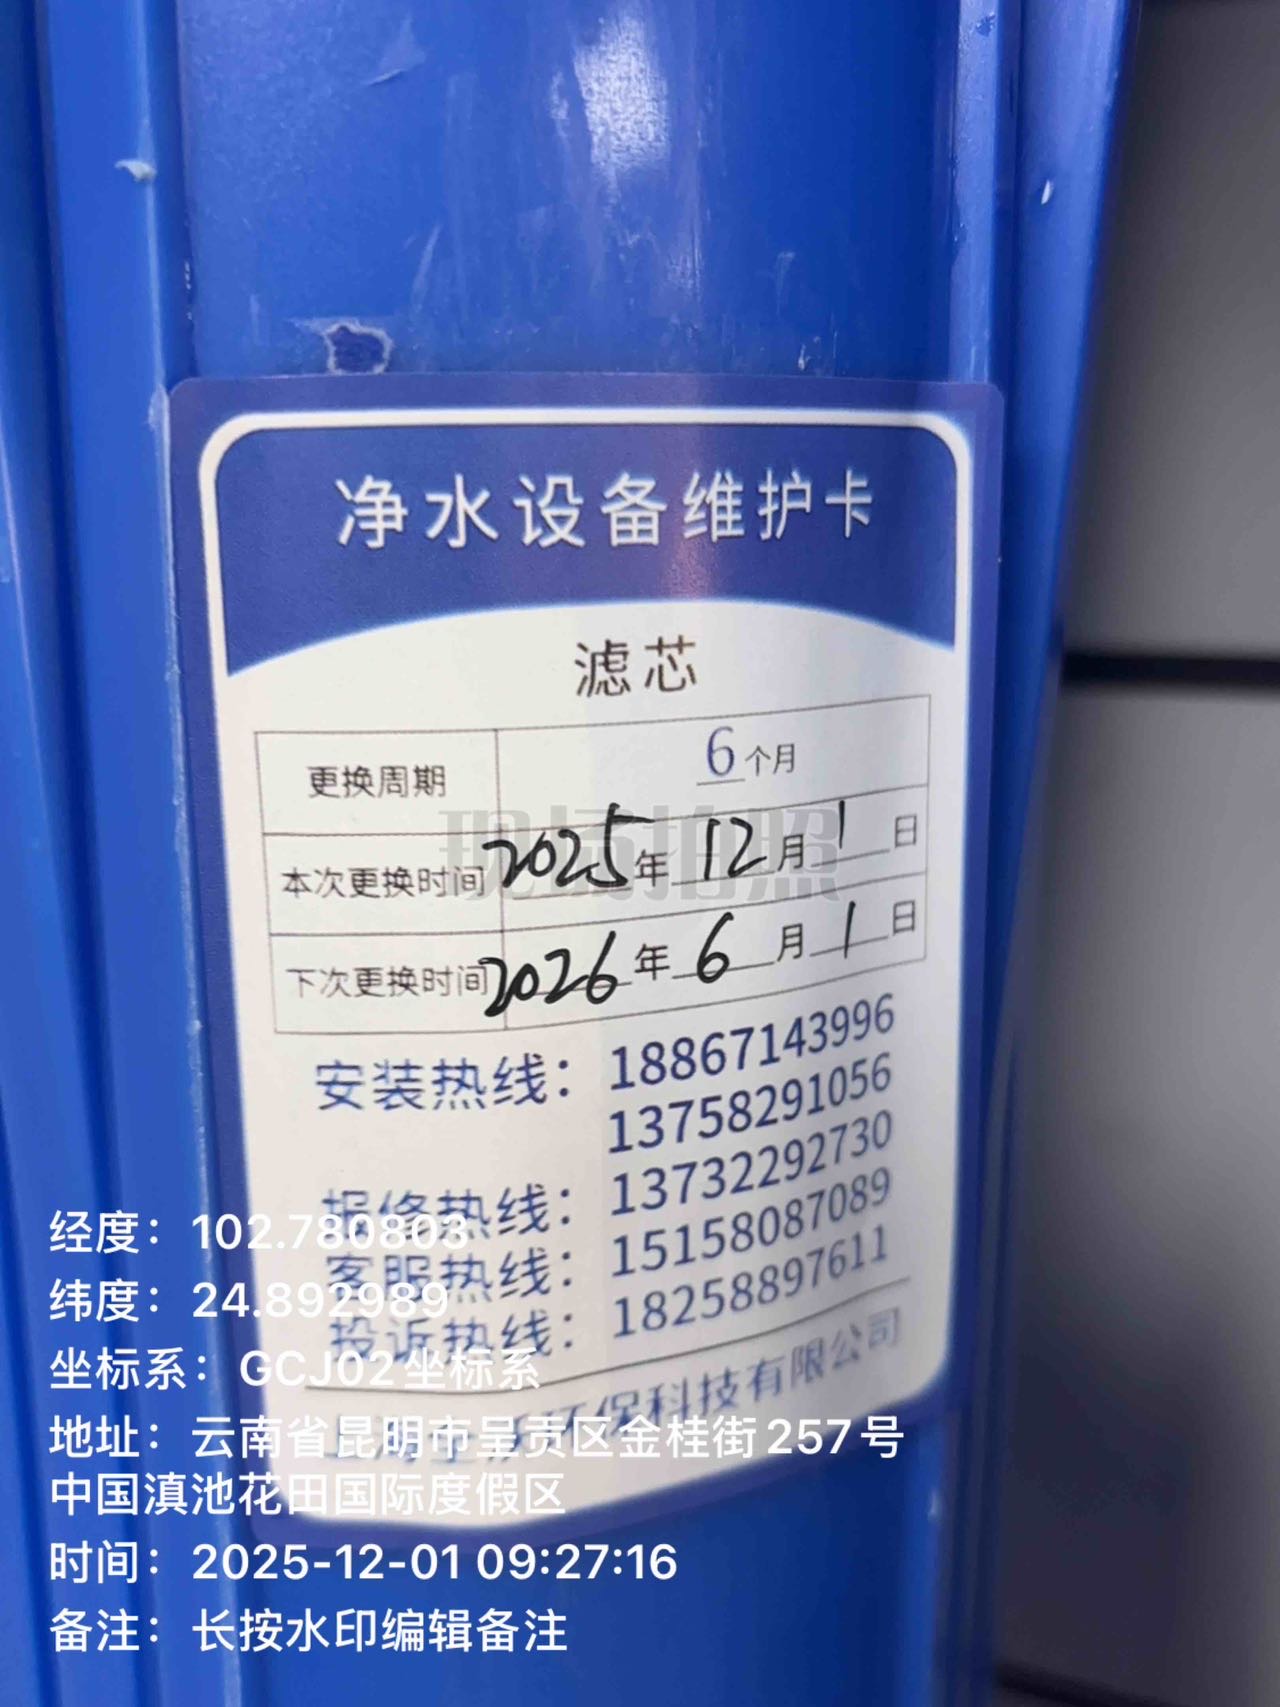 净水设备维护卡
滤芯
更换周期 6个月
本次更换时间 2025年12月1日
下次更换时间 2026年6月1日
现场拍照
安装热线：18867143996
13758291056
报修热线：13732292730
客服热线：15158087089
投诉热线：18258897611
环保科技有限公司
经度：102.780803
纬度：24.892989
坐标系：GCJ02坐标系
地址：云南省昆明市呈贡区金桂街257号
中国滇池花田国际度假区
时间：2025-12-01 09:27:16
备注：长按水印编辑备注